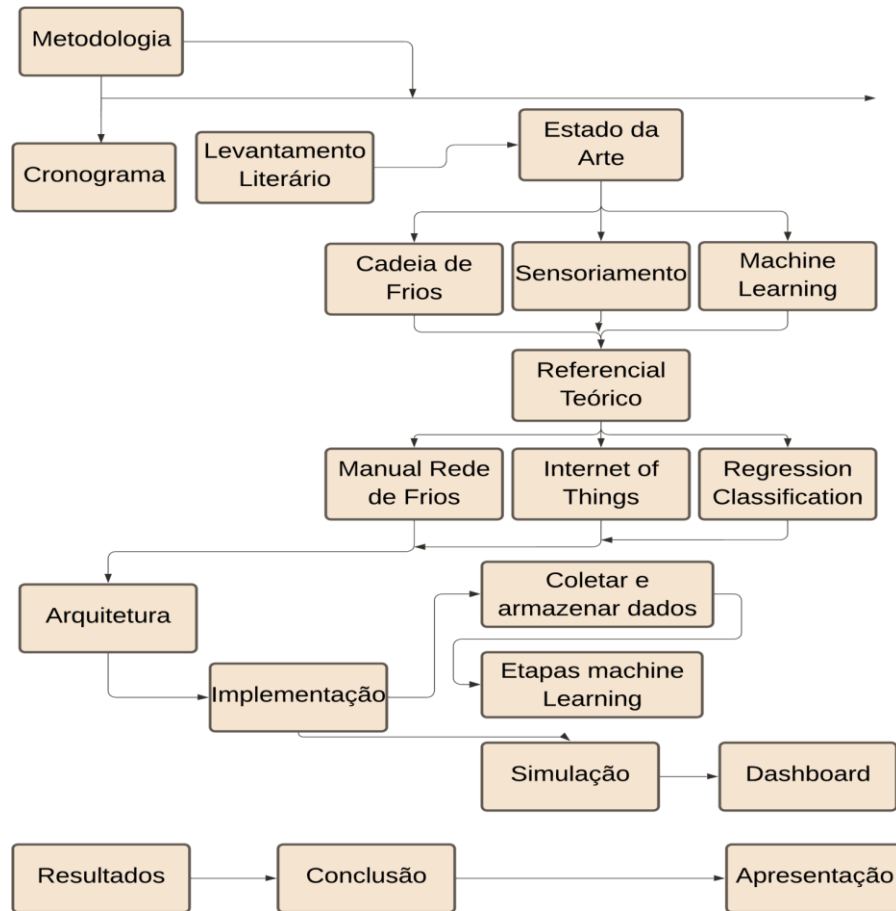 Metodologia
Cronograma
Levantamento
Literário
Estado da
Arte
Cadeia de
Frios
Sensoriamento
Machine
Learning
Referencial
Teórico
Manual Rede
de Frios
Internet of
Things
Regression
Classification
Arquitetura
Coletar e
armazenar dados
Implementação
Etapas machine
Learning
Simulação
Dashboard
Resultados
Conclusão
Apresentação